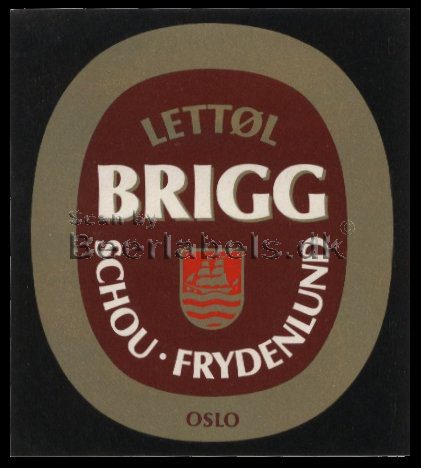 LETTØL
BRIGG
Scan by
Beerlabels.dk
©
SCHOU · FRYDENLUND
OSLO